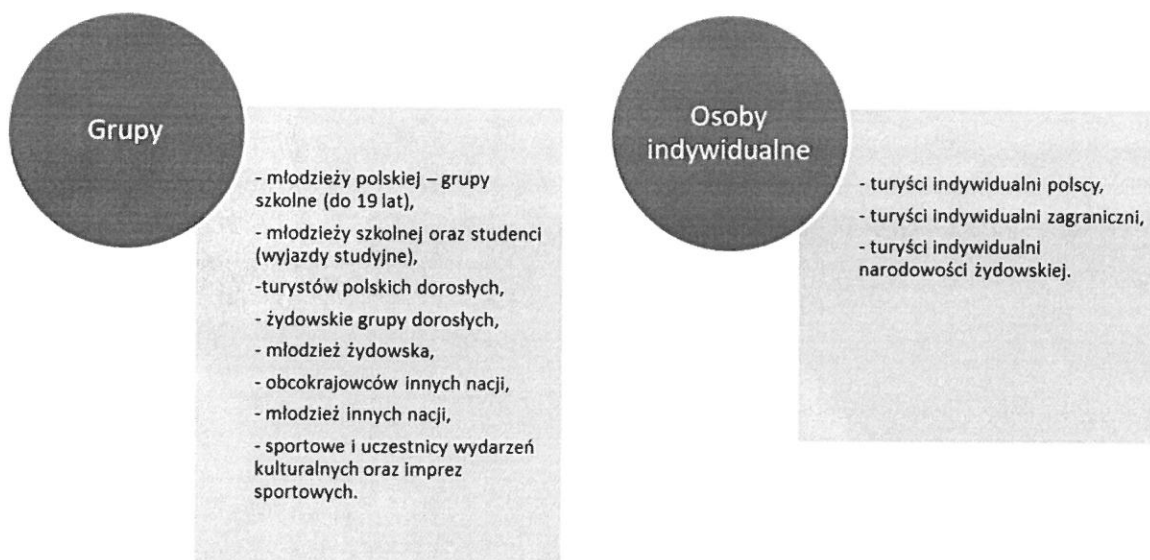 Grupy
- młodzieży polskiej – grupy
szkolne (do 19 lat),
- młodzieży szkolnej oraz studenci
(wyjazdy studyjne),
-turystów polskich dorosłych,
- żydowskie grupy dorosłych,
- młodzież żydowska,
- obcokrajowców innych nacji,
- młodzież innych nacji,
- sportowe i uczestnicy wydarzeń
kulturalnych oraz imprez
sportowych.
Osoby
indywidualne
- turyści indywidualni polscy,
- turyści indywidualni zagraniczni,
- turyści indywidualni
narodowości żydowskiej.